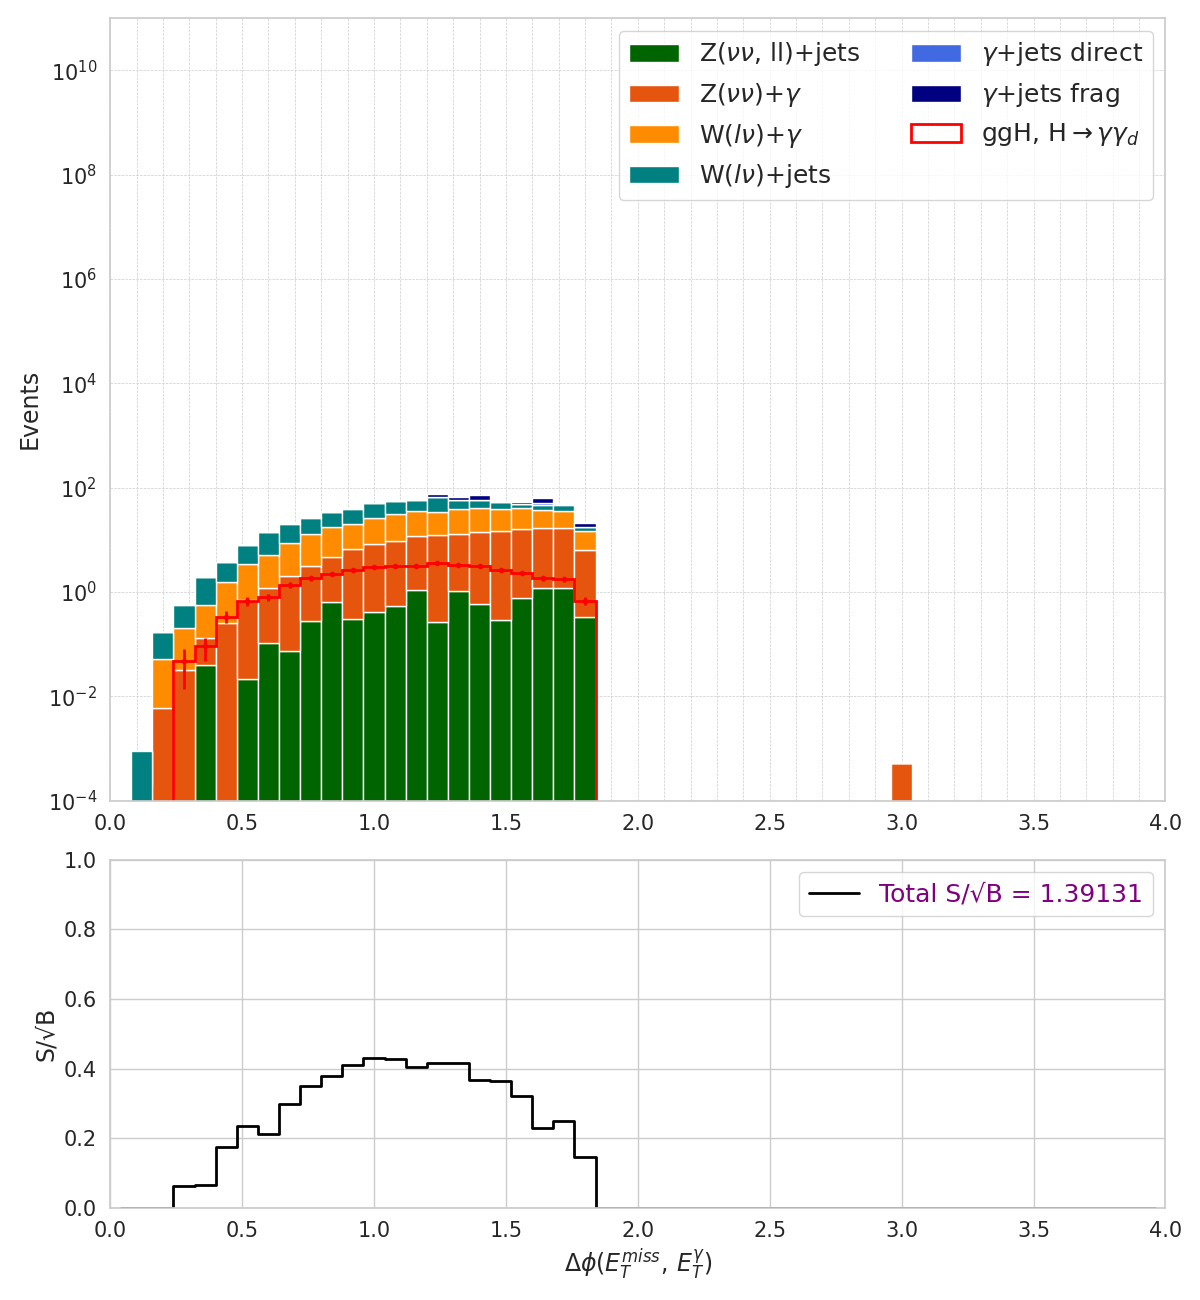 Events
10^10
10^8
10^6
10^4
10^2
10^0
10^−2
10^−4
Z(νν, ll)+jets
Z(νν)+γ
W(lν)+γ
W(lν)+jets
γ+jets direct
γ+jets frag
ggH, H→γγ_d
0.0 0.5 1.0 1.5 2.0 2.5 3.0 3.5 4.0
S/√B
1.0
0.8
0.6
0.4
0.2
0.0
Total S/√B = 1.39131
0.0 0.5 1.0 1.5 2.0 2.5 3.0 3.5 4.0
Δϕ(E_T^miss, E_T^γ)